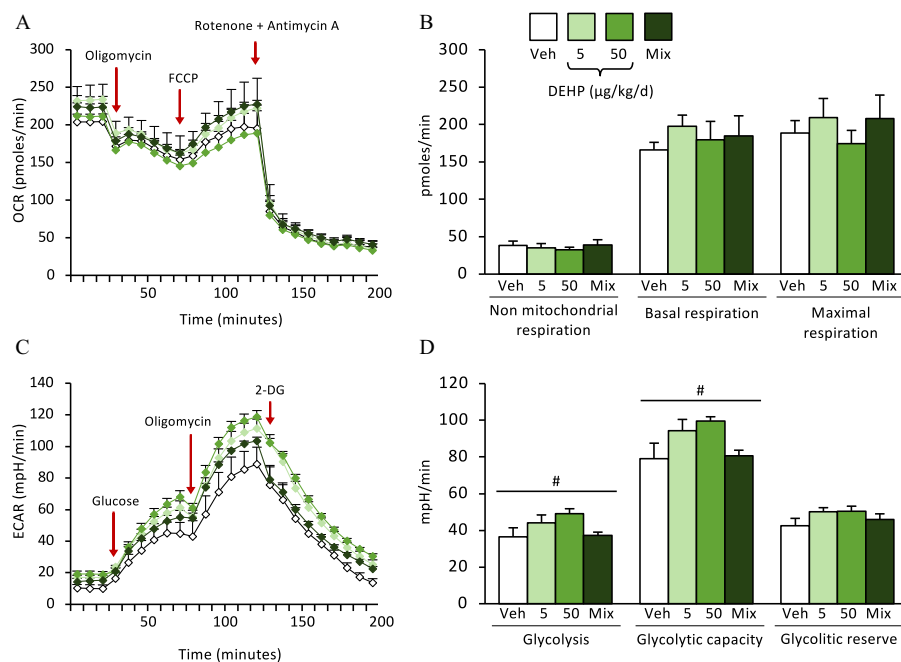 A
Rotenone + Antimycin A
Oligomycin
FCCP
300
250
200
150
100
50
0
OCR (pmoles/min)
50
100
150
200
Time (minutes)
B
Veh
5
50
Mix
DEHP (µg/kg/d)
300
250
200
150
100
50
0
pmoles/min
Veh 5 50 Mix Veh 5 50 Mix Veh 5 50 Mix
Non mitochondrial respiration
Basal respiration
Maximal respiration
C
2-DG
Oligomycin
Glucose
140
120
100
80
60
40
20
0
ECAR (mpH/min)
50
100
150
200
Time (minutes)
D
#
#
120
100
80
60
40
20
0
mpH/min
Veh 5 50 Mix Veh 5 50 Mix Veh 5 50 Mix
Glycolysis
Glycolytic capacity
Glycolitic reserve